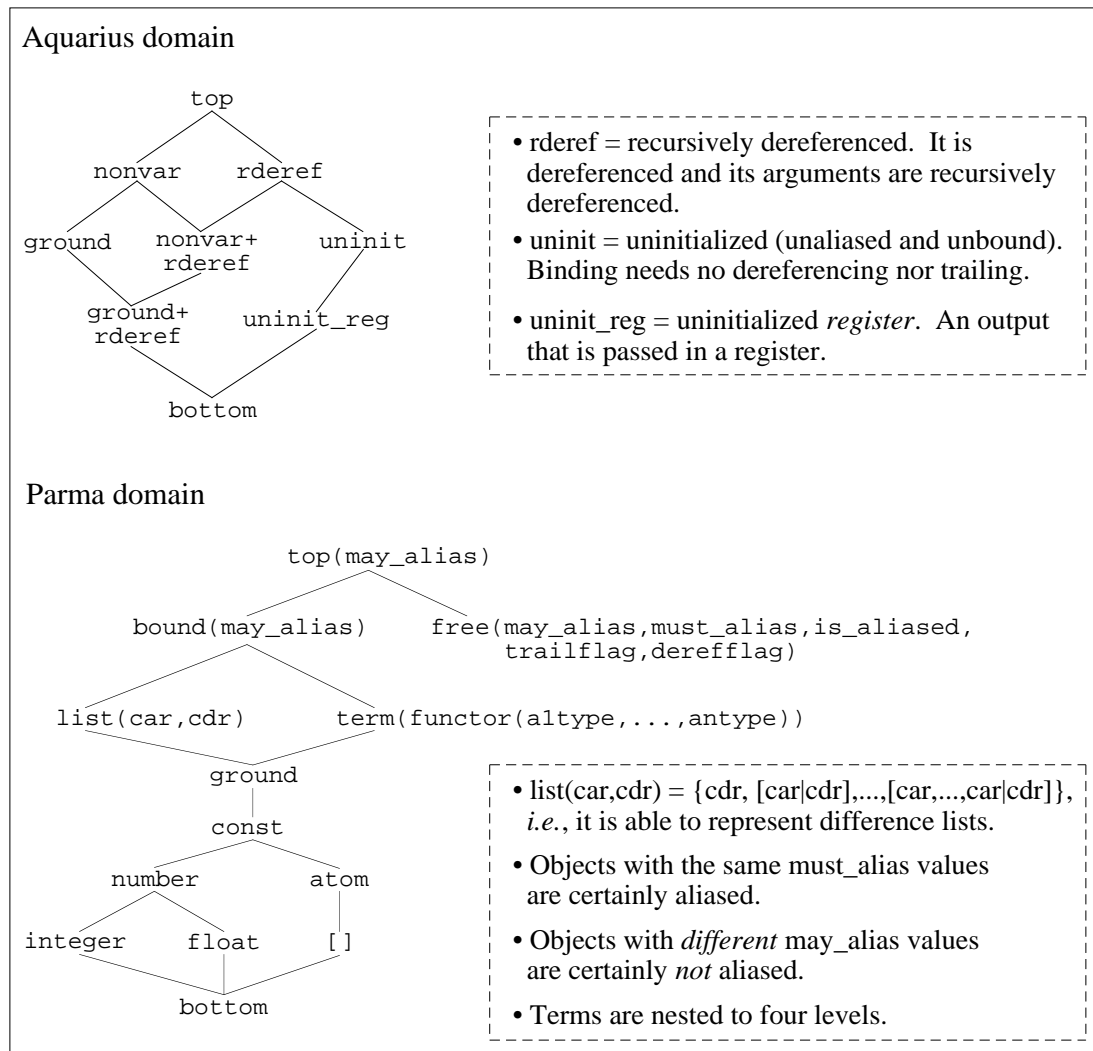 Aquarius domain
top
nonvar rderef
ground nonvar+ rderef uninit
ground+ rderef uninit_reg
bottom
• rderef = recursively dereferenced. It is
dereferenced and its arguments are recursively
dereferenced.
• uninit = uninitialized (unaliased and unbound).
Binding needs no dereferencing nor trailing.
• uninit_reg = uninitialized register. An output
that is passed in a register.
Parma domain
top(may_alias)
bound(may_alias) free(may_alias,must_alias,is_aliased,
trailflag,derefflag)
list(car,cdr) term(functor(a1type,...,antype))
ground
const
number atom
integer float []
bottom
• list(car,cdr) = {cdr, [car|cdr],...,[car,...,car|cdr]},
i.e., it is able to represent difference lists.
• Objects with the same must_alias values
are certainly aliased.
• Objects with different may_alias values
are certainly not aliased.
• Terms are nested to four levels.